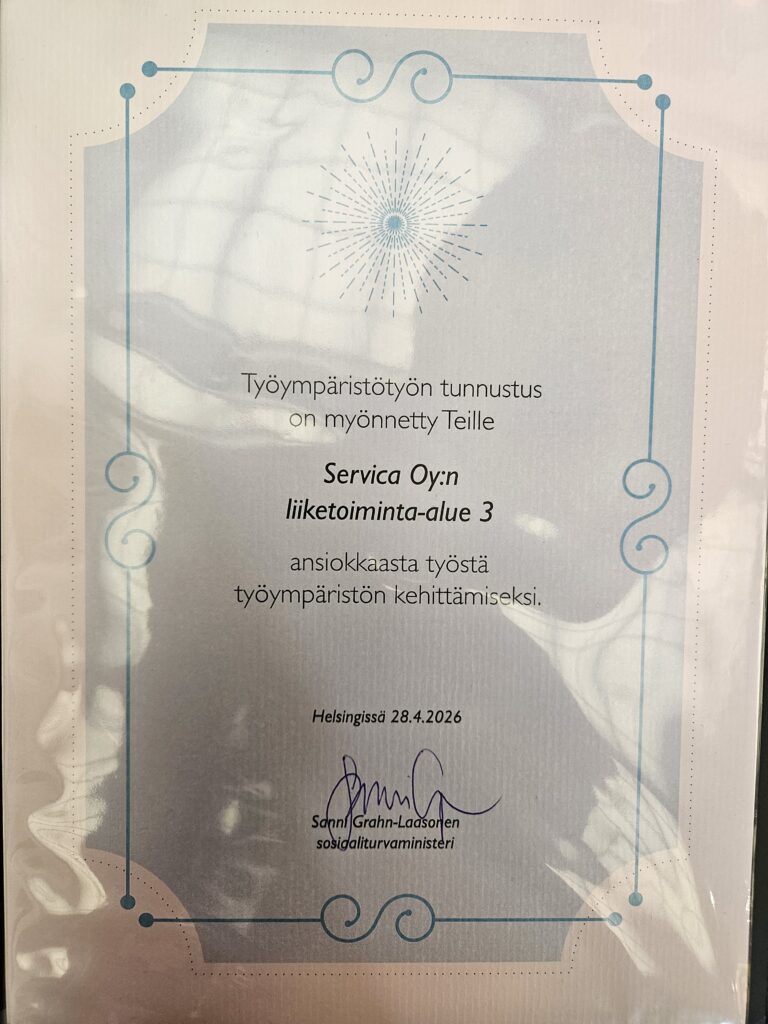 Työympäristötyön tunnustus
on myönnetty Teille
Servica Oy:n
liiketoiminta-alue 3
ansiokkaasta työstä
työympäristön kehittämiseksi.
Helsingissä 28.4.2026
Sanni Grahn-Laasonen
sosiaaliturvaministeri